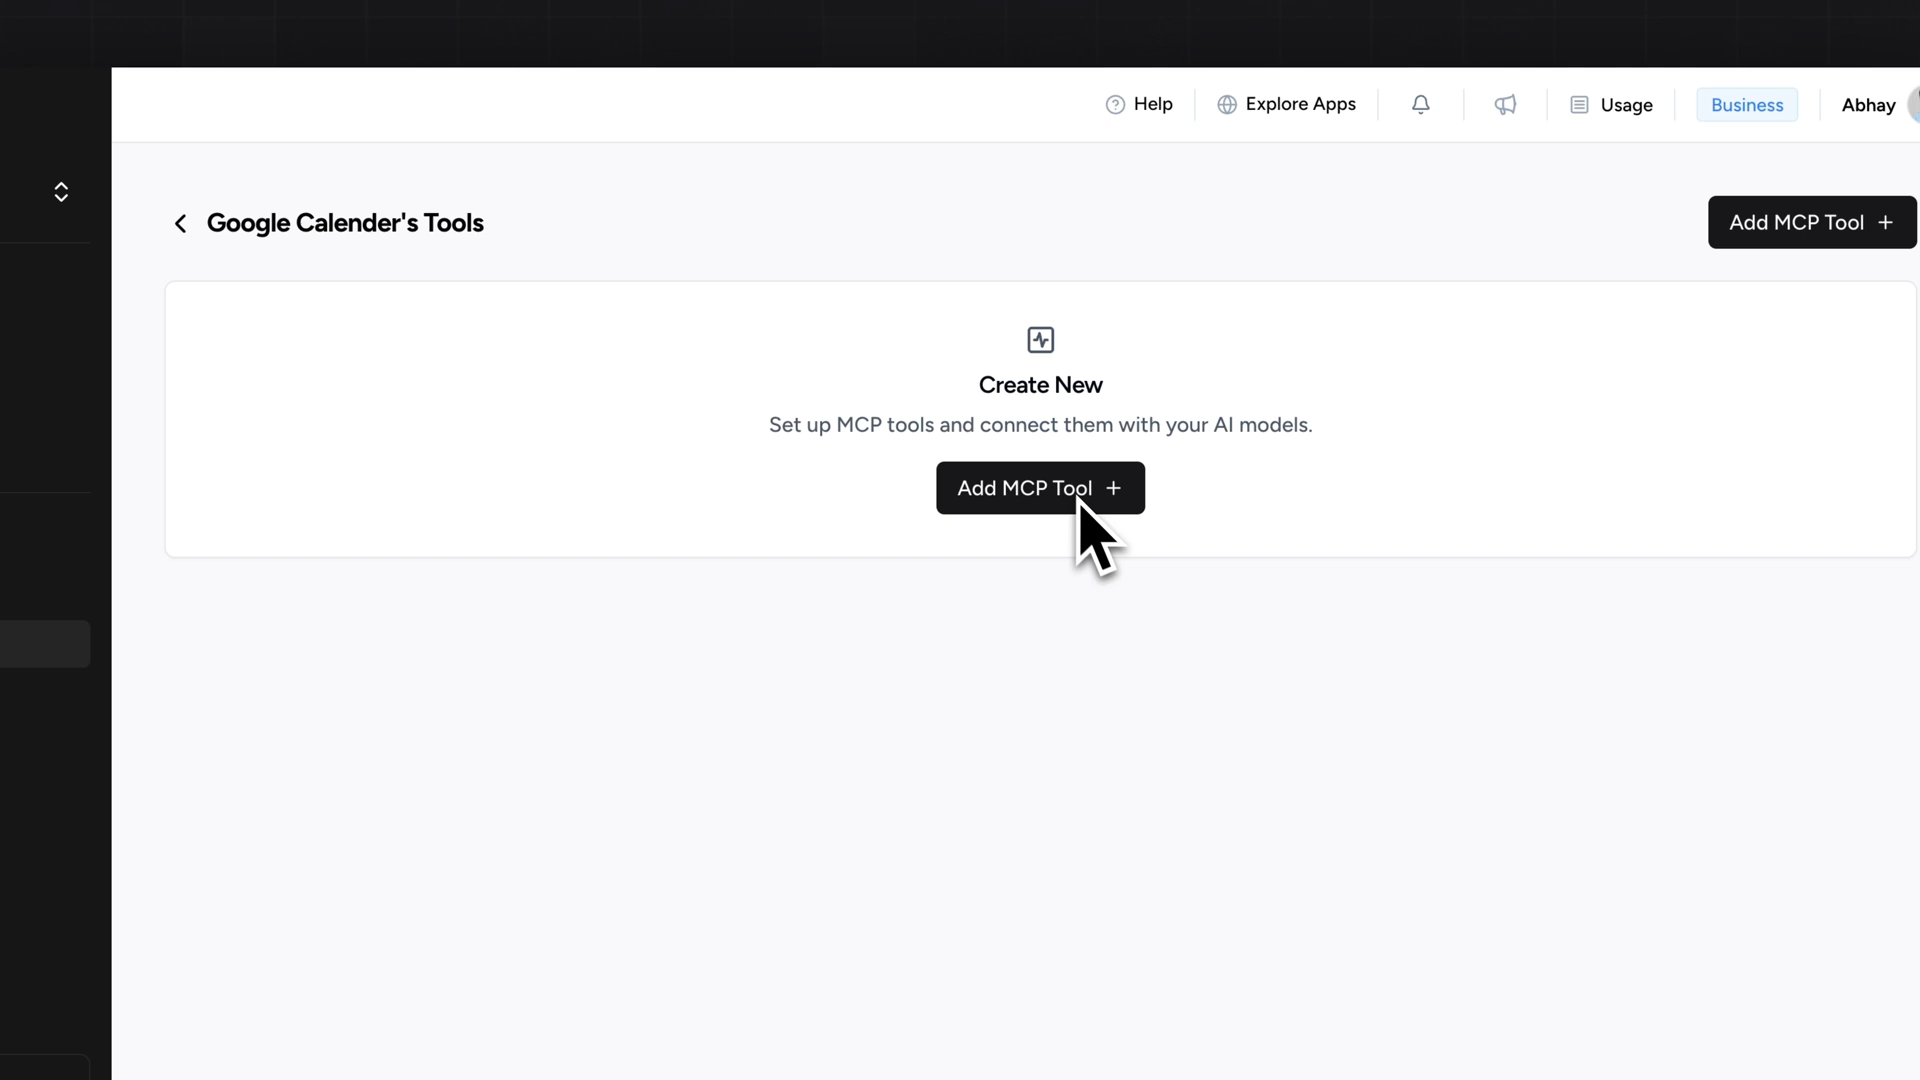 Help
Explore Apps
Usage
Business
Abhay
Google Calender's Tools
Add MCP Tool +
Create New
Set up MCP tools and connect them with your AI models.
Add MCP Tool +